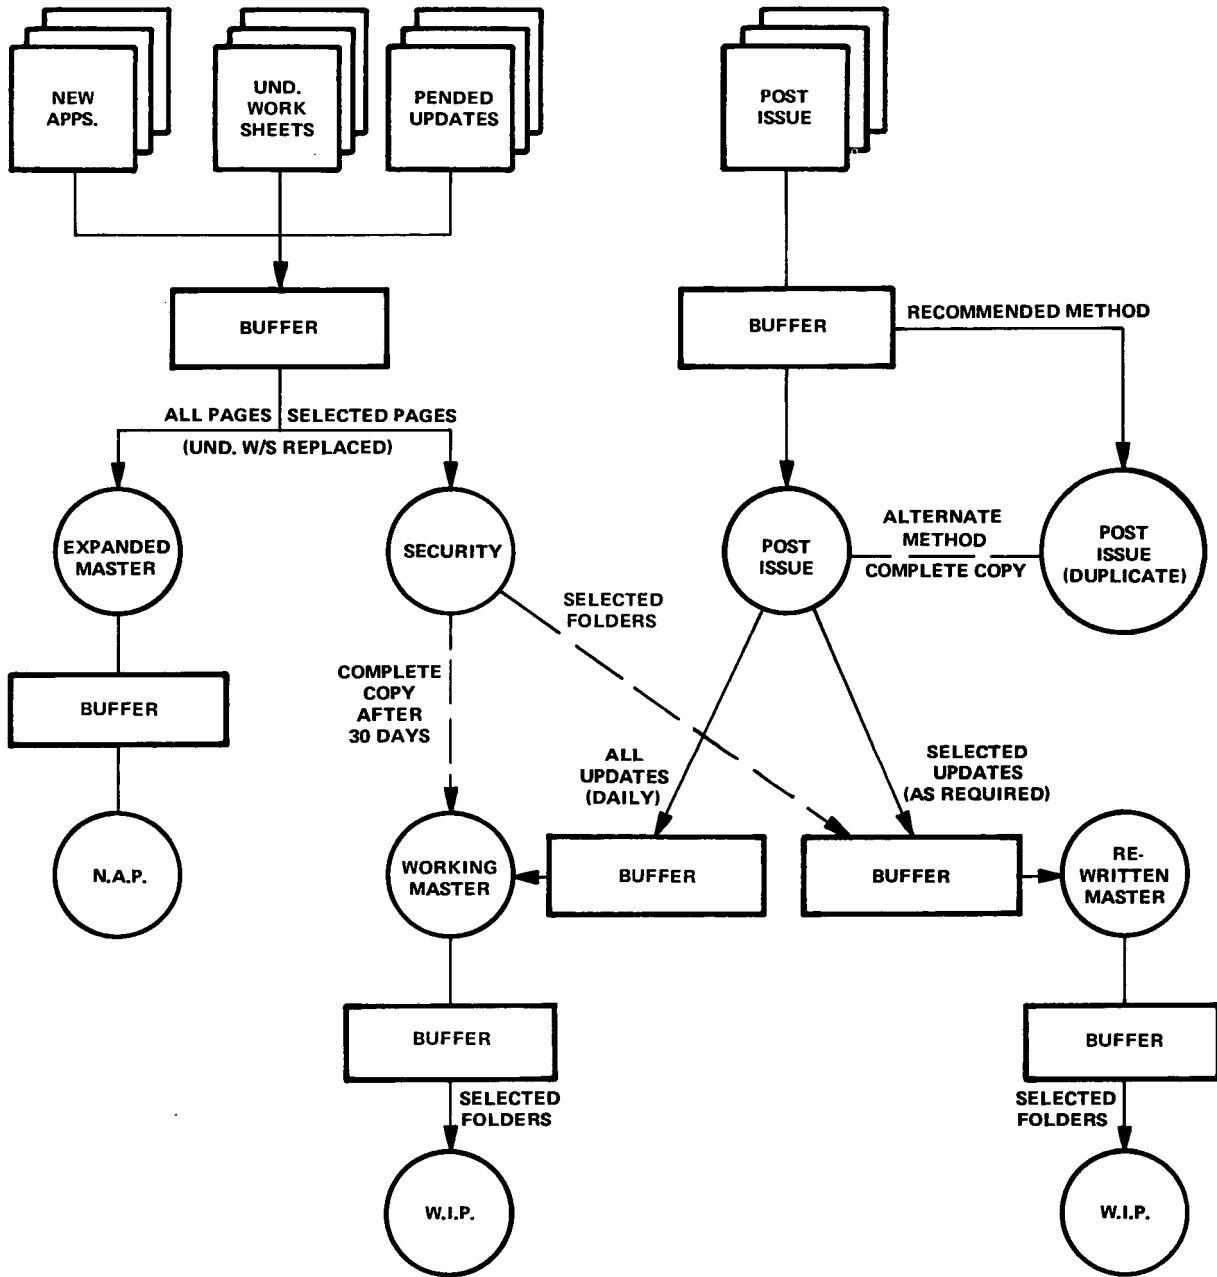 NEW
APPS.
UND.
WORK
SHEETS
PENDED
UPDATES
POST
ISSUE
BUFFER
BUFFER
RECOMMENDED METHOD
ALL PAGES
SELECTED PAGES
(UND. W/S REPLACED)
EXPANDED
MASTER
SECURITY
POST
ISSUE
ALTERNATE
METHOD
COMPLETE COPY
POST
ISSUE
(DUPLICATE)
SELECTED
FOLDERS
BUFFER
COMPLETE
COPY
AFTER
30 DAYS
ALL
UPDATES
(DAILY)
SELECTED
UPDATES
(AS REQUIRED)
N.A.P.
WORKING
MASTER
BUFFER
BUFFER
RE-
WRITTEN
MASTER
BUFFER
BUFFER
SELECTED
FOLDERS
SELECTED
FOLDERS
W.I.P.
W.I.P.